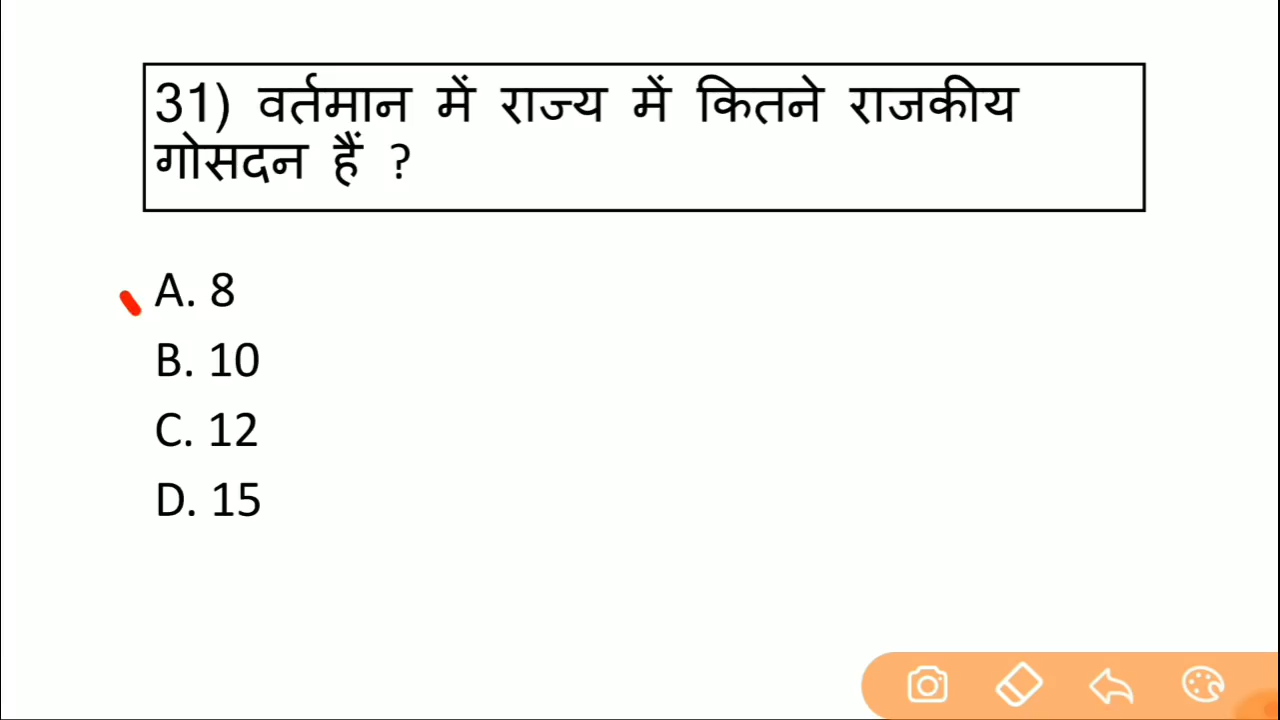 31) वर्तमान में राज्य में कितने राजकीय
गोसदन हैं ?
A. 8
B. 10
C. 12
D. 15